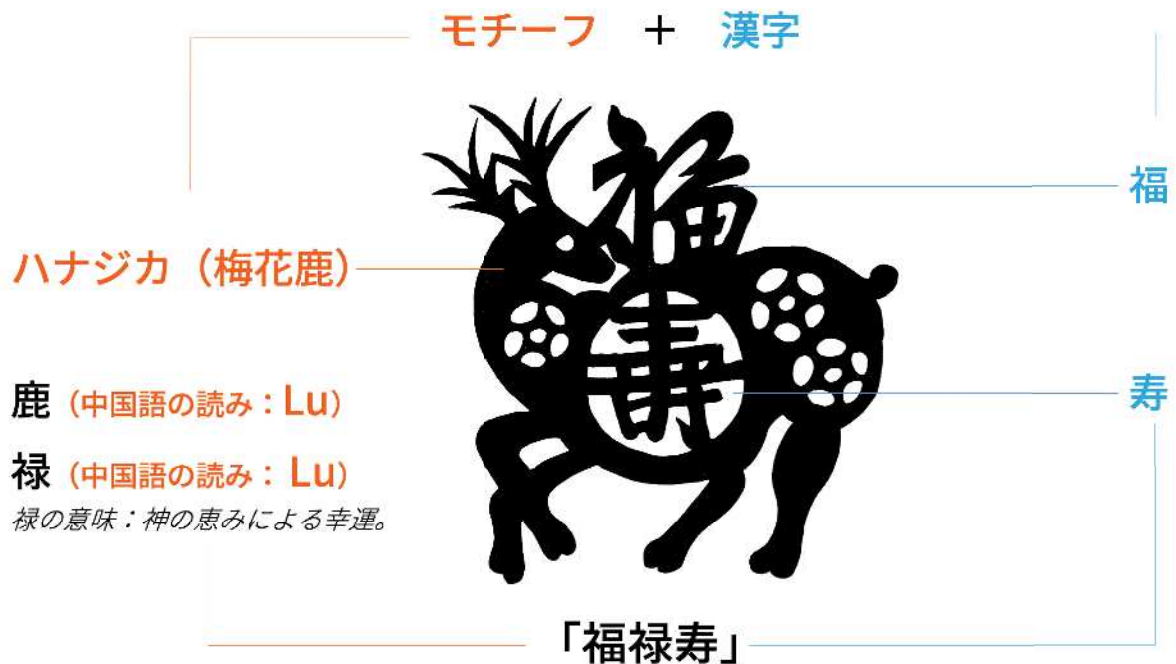 モチーフ + 漢字
福
ハナジカ（梅花鹿）
寿
鹿（中国語の読み：Lu）
禄（中国語の読み：Lu）
禄の意味：神の恵みによる幸運。
「福禄寿」
福
壽